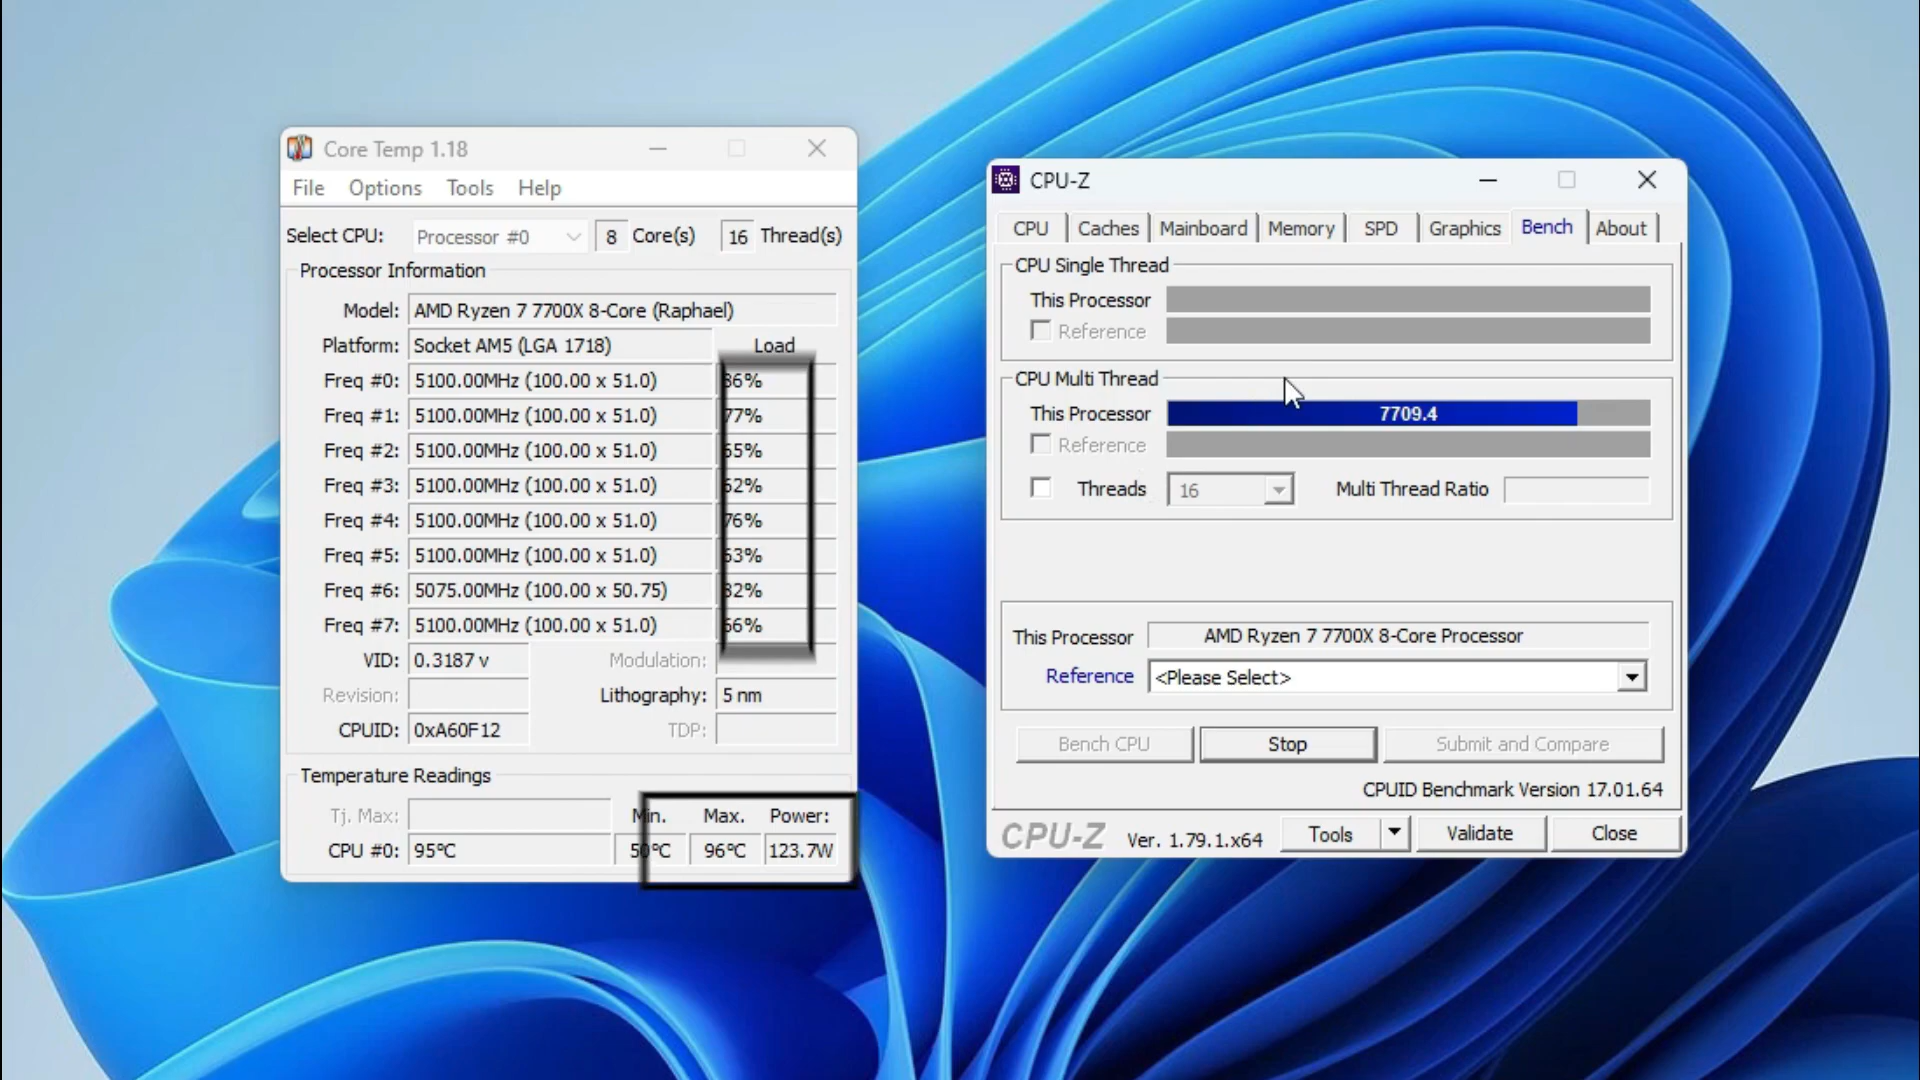 Core Temp 1.18
File Options Tools Help
Select CPU: Processor #0 8 Core(s) 16 Thread(s)
Processor Information
Model: AMD Ryzen 7 7700X 8-Core (Raphael)
Platform: Socket AM5 (LGA 1718) Load
Freq #0: 5100.00MHz (100.00 x 51.0)
Freq #1: 5100.00MHz (100.00 x 51.0) 77%
Freq #2: 5100.00MHz (100.00 x 51.0)
Freq #3: 5100.00MHz (100.00 x 51.0)
Freq #4: 5100.00MHz (100.00 x 51.0) 76%
Freq #5: 5100.00MHz (100.00 x 51.0)
Freq #6: 5075.00MHz (100.00 x 50.75)
Freq #7: 5100.00MHz (100.00 x 51.0)
VID: 0.3187 v Modulation:
Revision: Lithography: 5 nm
CPUID: 0xA60F12 TDP:
Temperature Readings
Tj. Max: Min. Max. Power:
CPU #0: 95°C 50°C 96°C 123.7W
CPU-Z
CPU Caches Mainboard Memory SPD Graphics Bench About
CPU Single Thread
This Processor
Reference
CPU Multi Thread
This Processor 7709.4
Reference
Threads 16 Multi Thread Ratio
This Processor AMD Ryzen 7 7700X 8-Core Processor
Reference <Please Select>
Bench CPU Stop Submit and Compare
CPUID Benchmark Version 17.01.64
CPU-Z Ver. 1.79.1.x64 Tools Validate Close